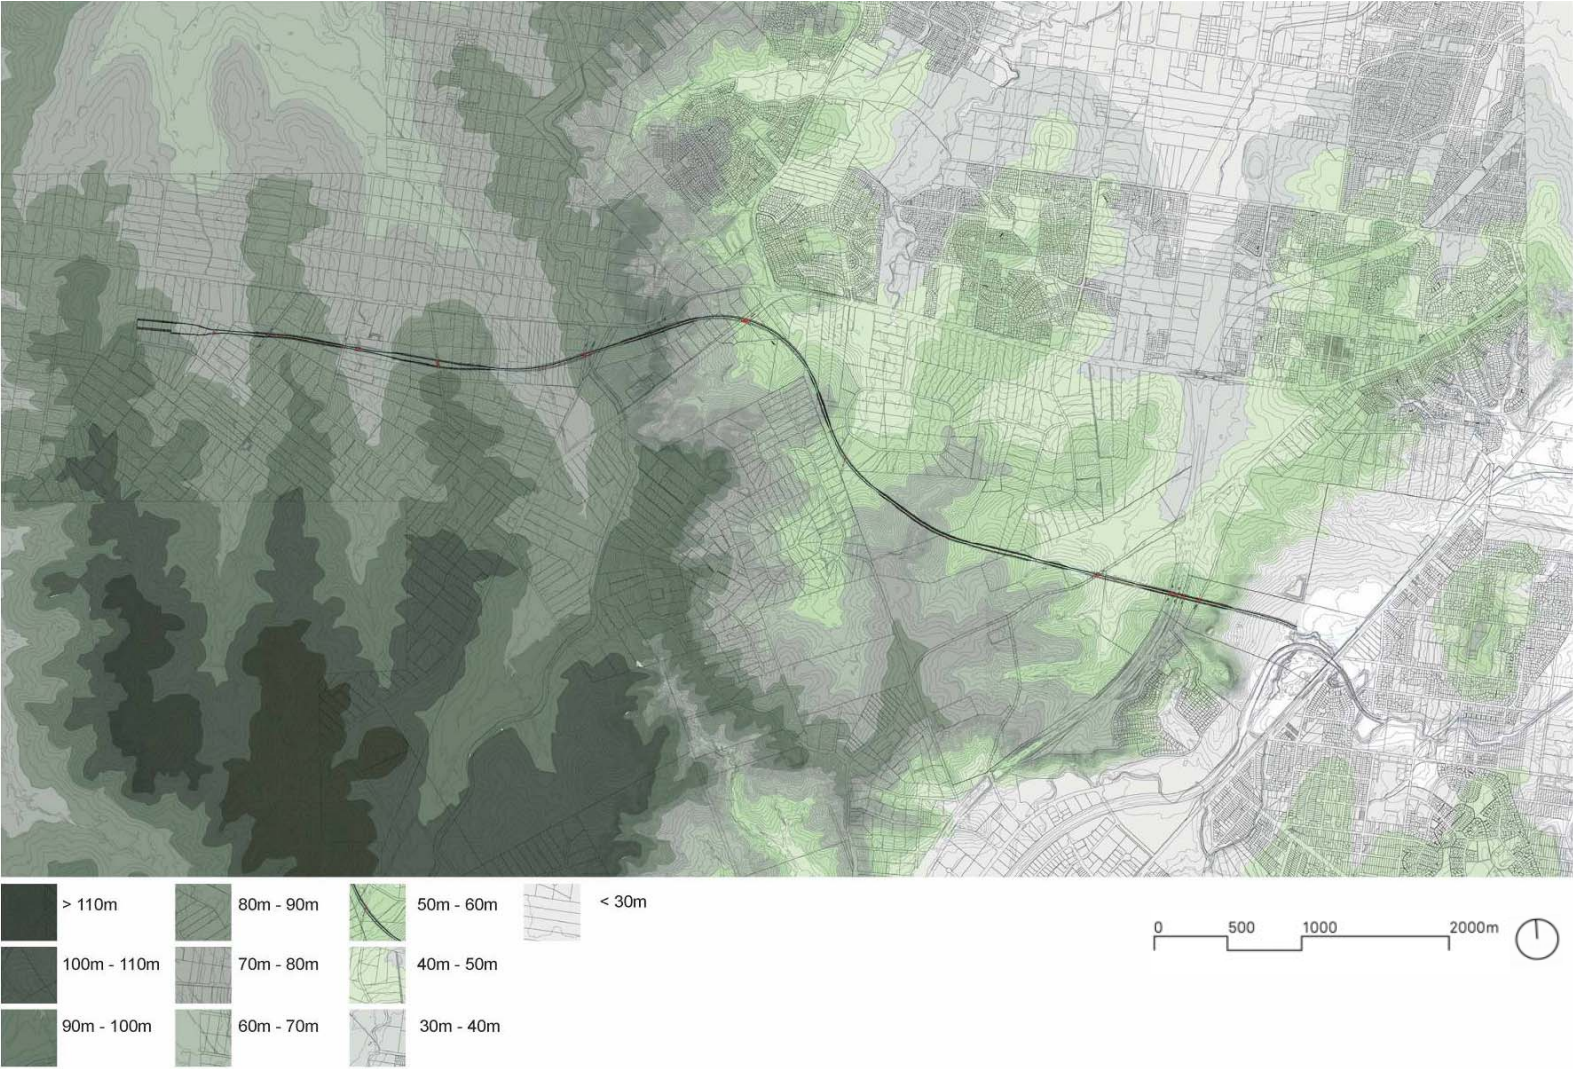 > 110m
80m - 90m
50m - 60m
< 30m
100m - 110m
70m - 80m
40m - 50m
90m - 100m
60m - 70m
30m - 40m
0 500 1000 2000m